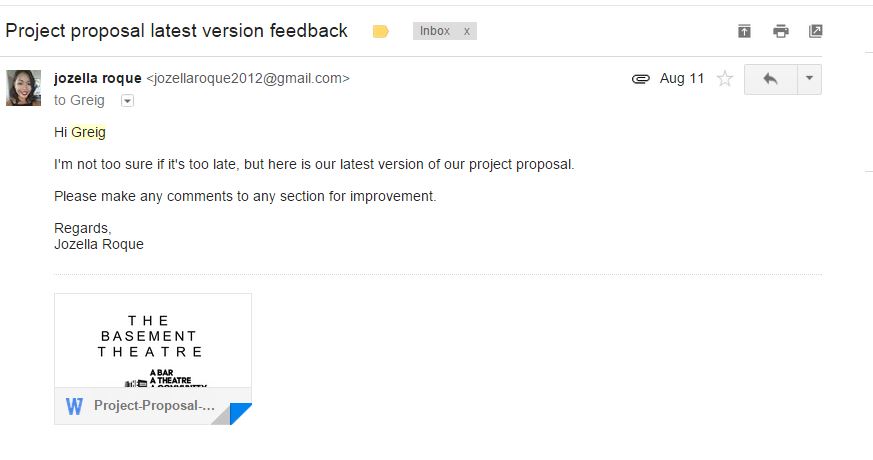 Project proposal latest version feedback
Inbox x
jozella roque <jozellaroque2012@gmail.com>
Aug 11
to Greig
Hi Greig
I'm not too sure if it's too late, but here is our latest version of our project proposal.
Please make any comments to any section for improvement.
Regards,
Jozella Roque
THE
BASEMENT
THEATRE
A BAR
A THEATRE
A COMMUNITY
W Project-Proposal-...